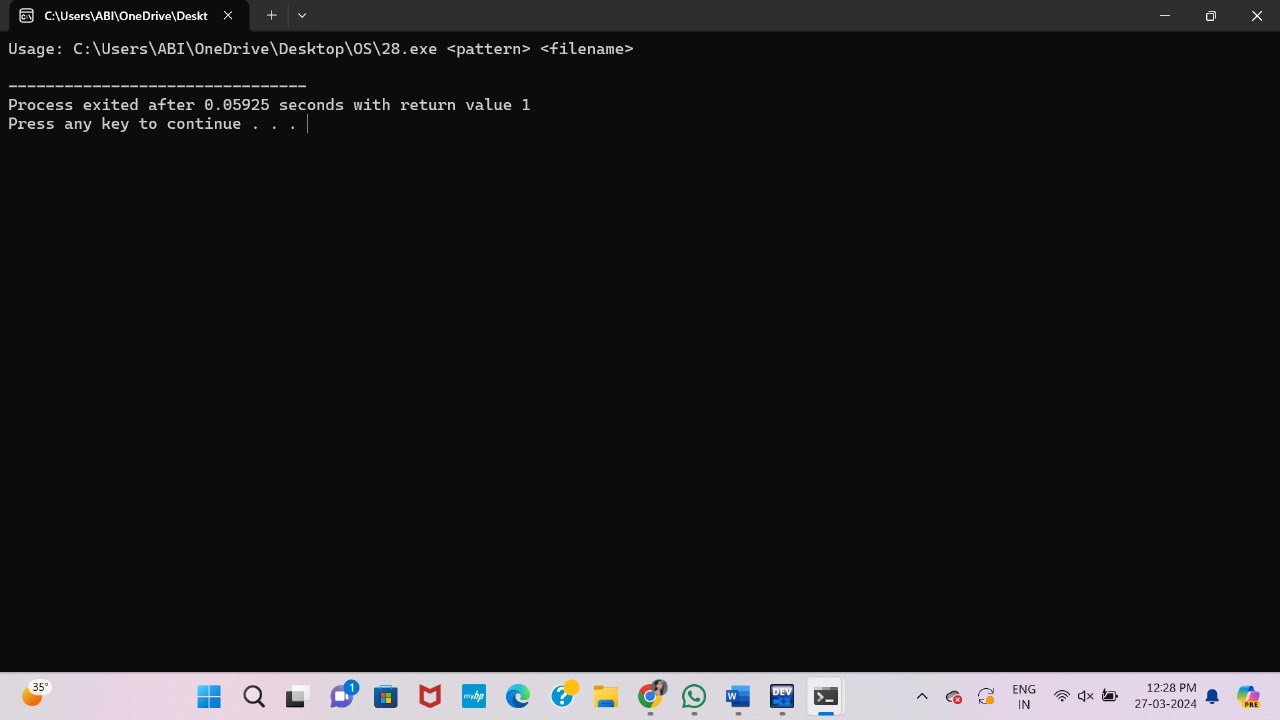 C:\Users\ABI\OneDrive\Deskt
Usage: C:\Users\ABI\OneDrive\Desktop\OS\28.exe <pattern> <filename>
--------------------------------
Process exited after 0.05925 seconds with return value 1
Press any key to continue . . .
35°
1
myhp
W
DEV
ENG
IN
12:28 PM
27-03-2024
PRE